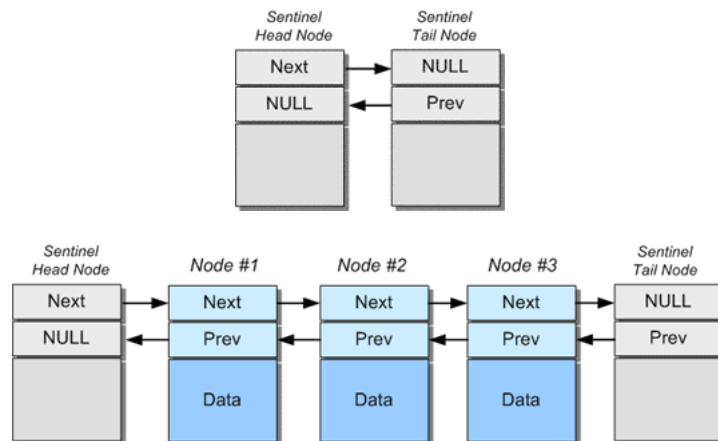 Sentinel
Head Node
Sentinel
Tail Node
Next
NULL
NULL
Prev
Sentinel
Head Node
Node #1
Node #2
Node #3
Sentinel
Tail Node
Next
Next
Next
Next
NULL
NULL
Prev
Prev
Prev
Prev
Data
Data
Data